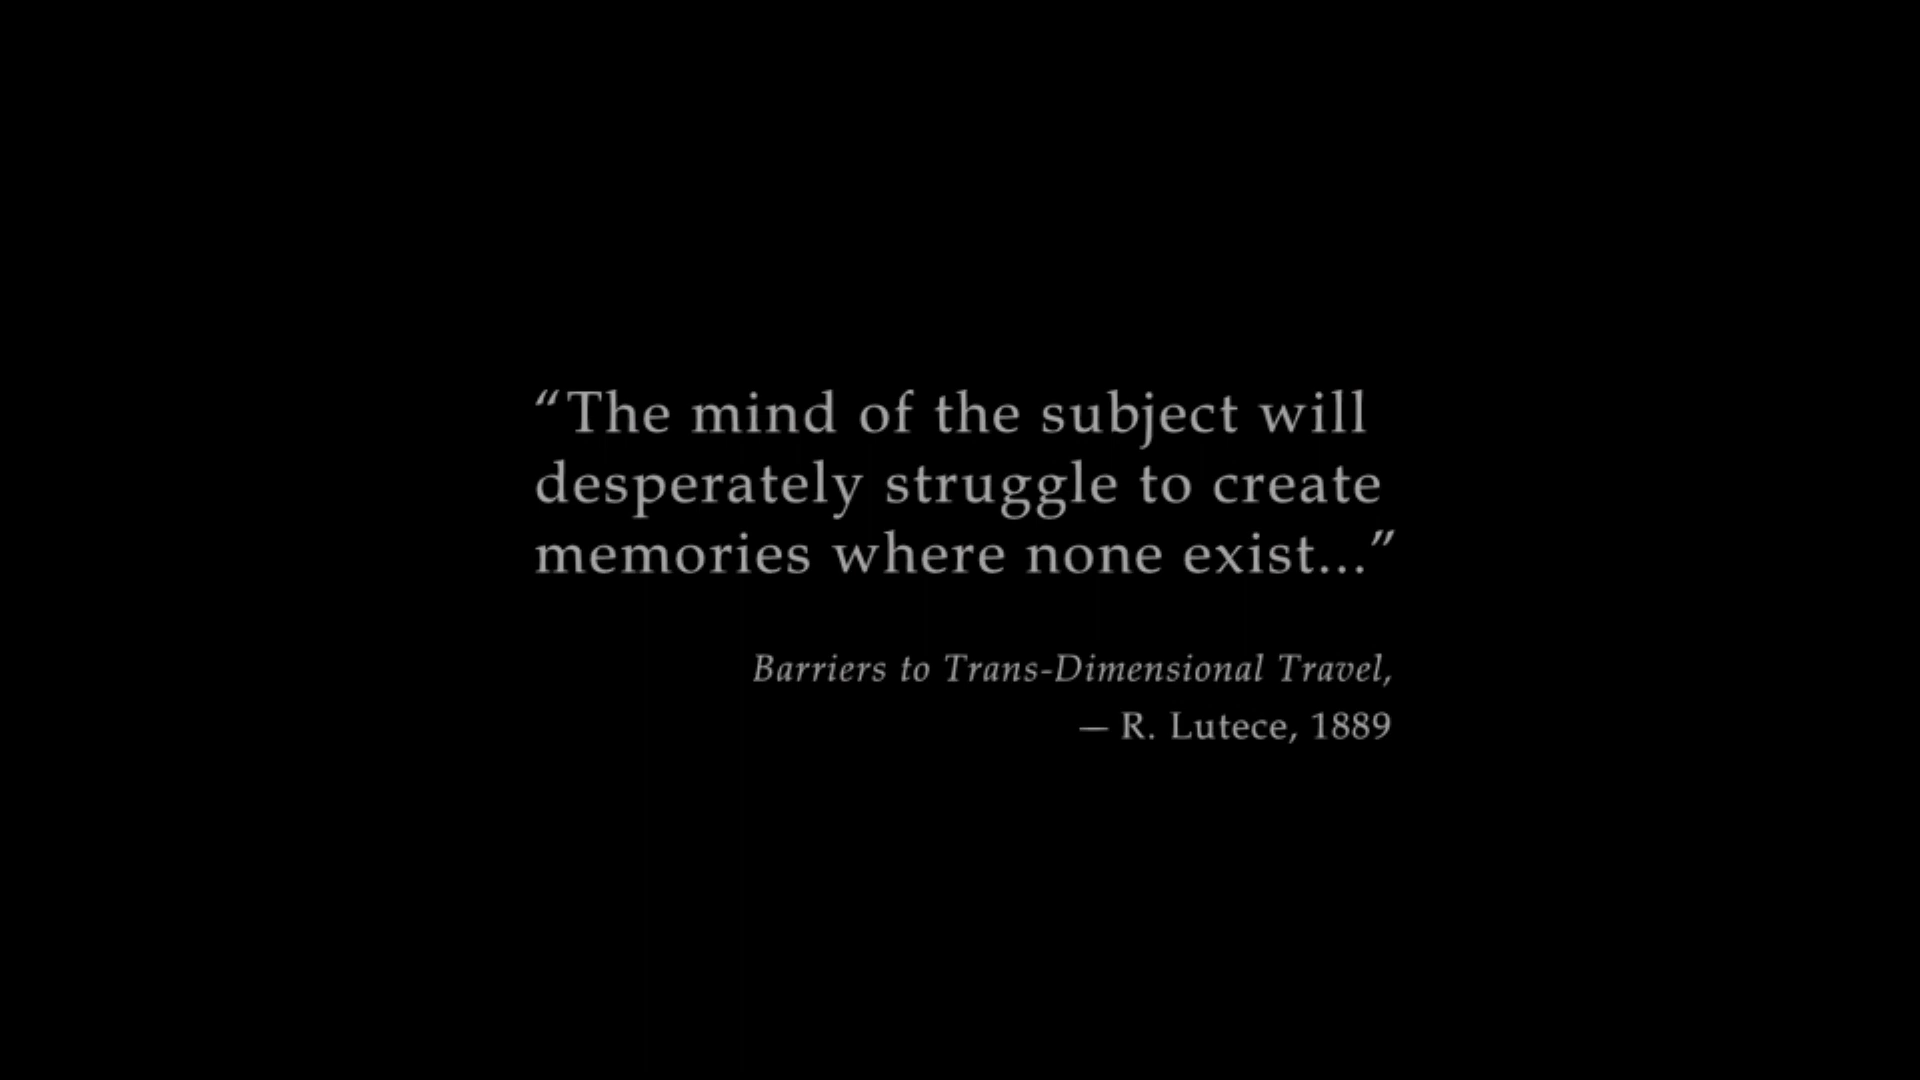 “The mind of the subject will
desperately struggle to create
memories where none exist...”
Barriers to Trans-Dimensional Travel,
— R. Lutece, 1889